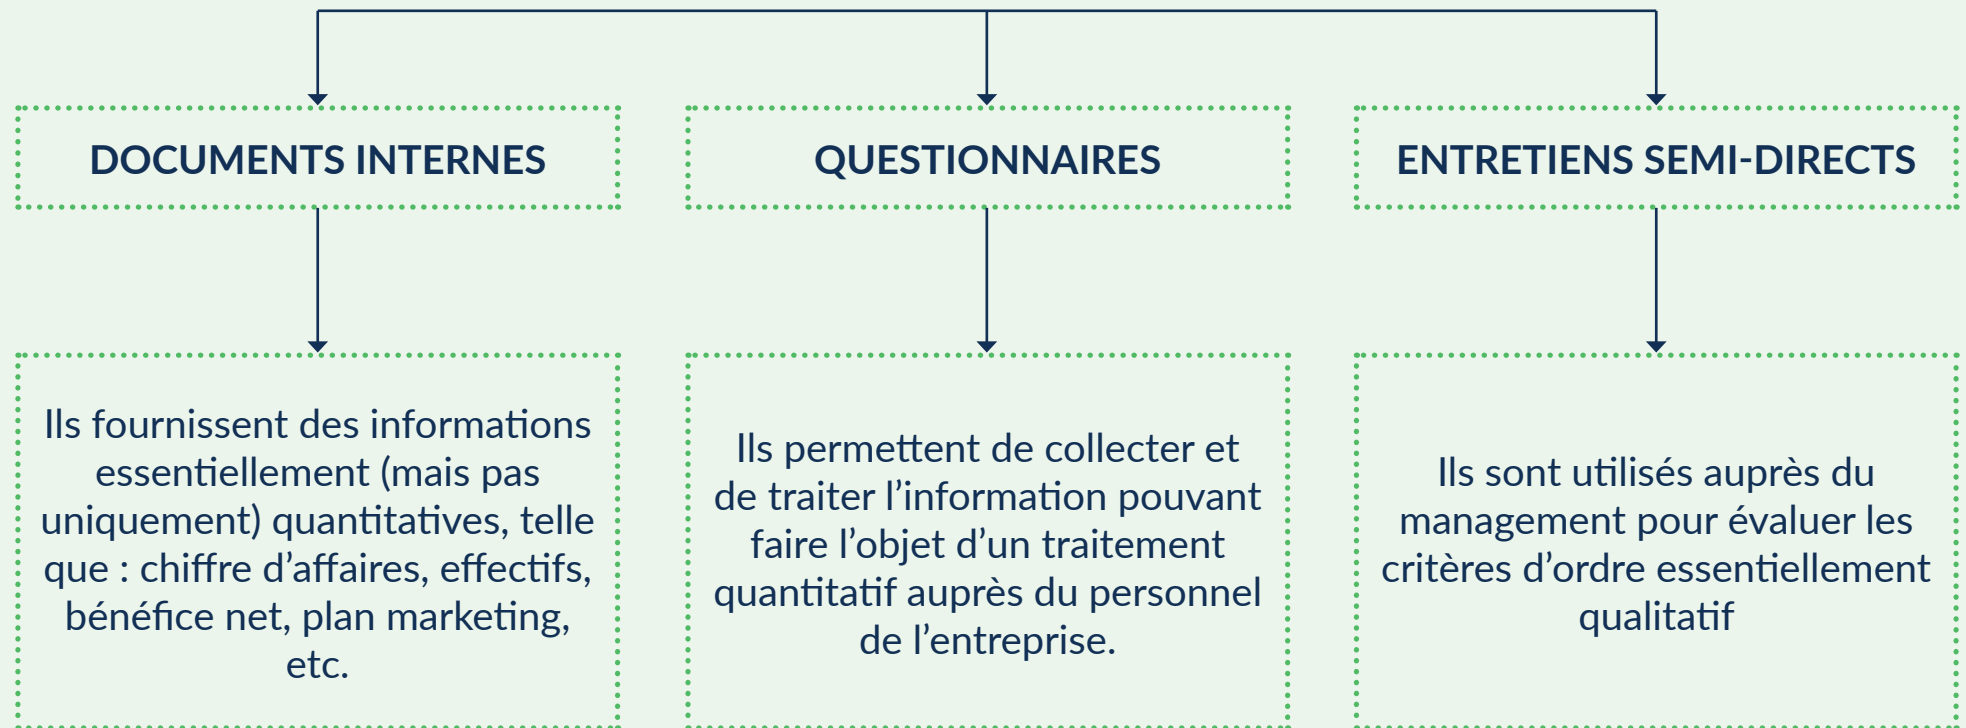 DOCUMENTS INTERNES
QUESTIONNAIRES
ENTRETIENS SEMI-DIRECTS
Ils fournissent des informations
essentiellement (mais pas
uniquement) quantitatives, telle
que : chiffre d’affaires, effectifs,
bénéfice net, plan marketing,
etc.
Ils permettent de collecter et
de traiter l’information pouvant
faire l’objet d’un traitement
quantitatif auprès du personnel
de l’entreprise.
Ils sont utilisés auprès du
management pour évaluer les
critères d’ordre essentiellement
qualitatif